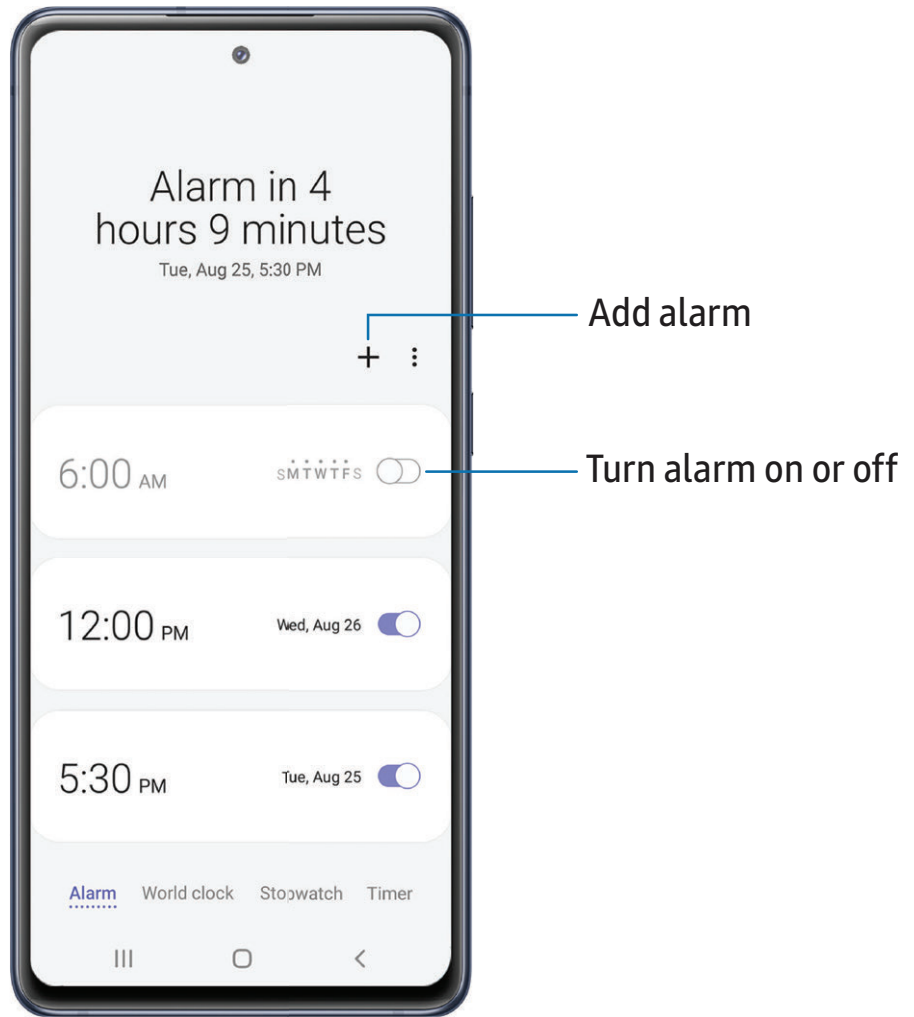 Alarm in 4
hours 9 minutes
Tue, Aug 25, 5:30 PM
Add alarm
6:00 AM SMTWTFS
Turn alarm on or off
12:00 PM Wed, Aug 26
5:30 PM Tue, Aug 25
Alarm World clock Stopwatch Timer